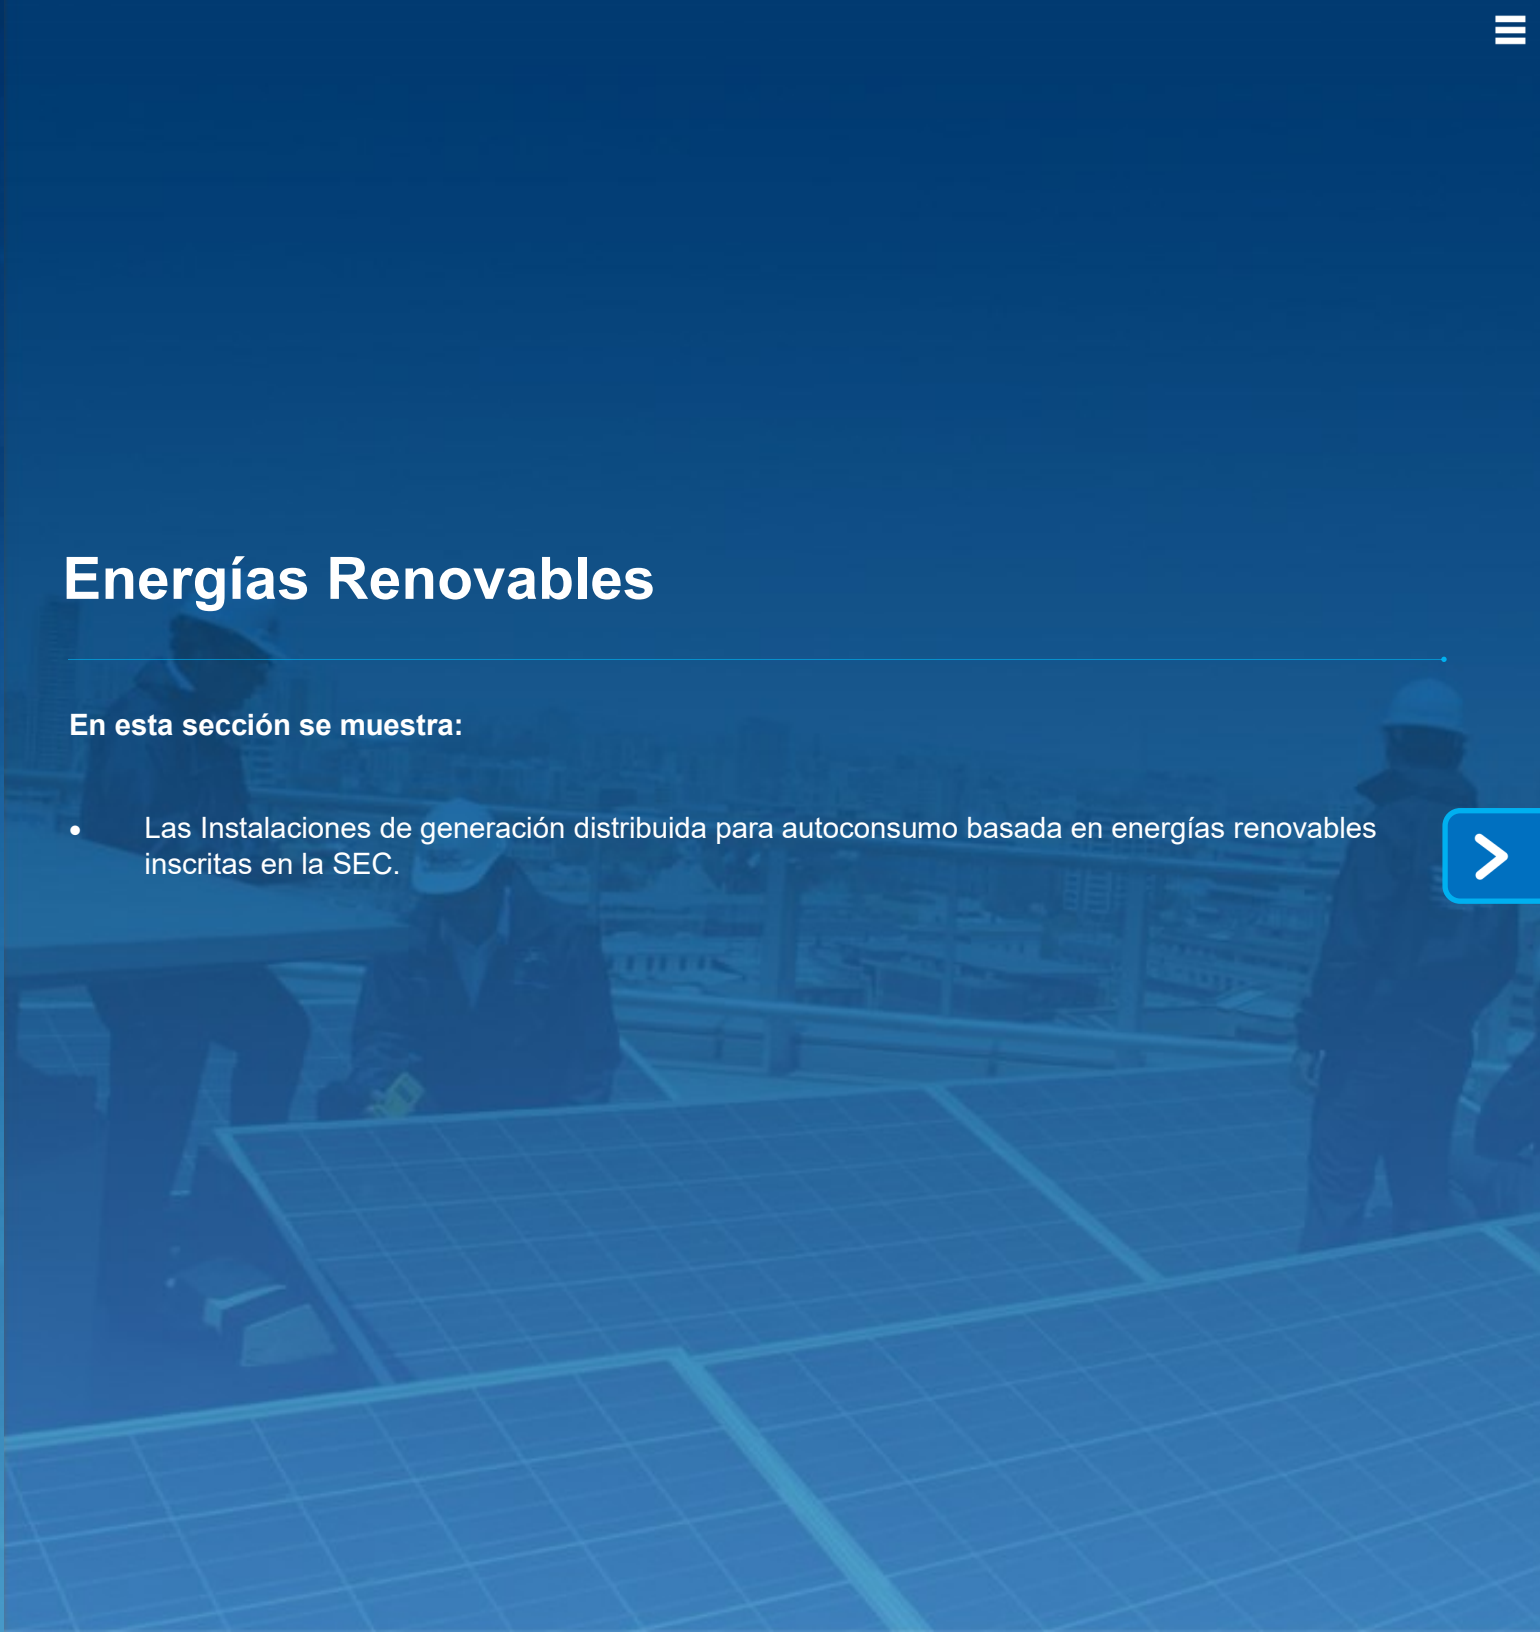 Energías Renovables
En esta sección se muestra:
• Las Instalaciones de generación distribuida para autoconsumo basada en energías renovables
inscritas en la SEC.